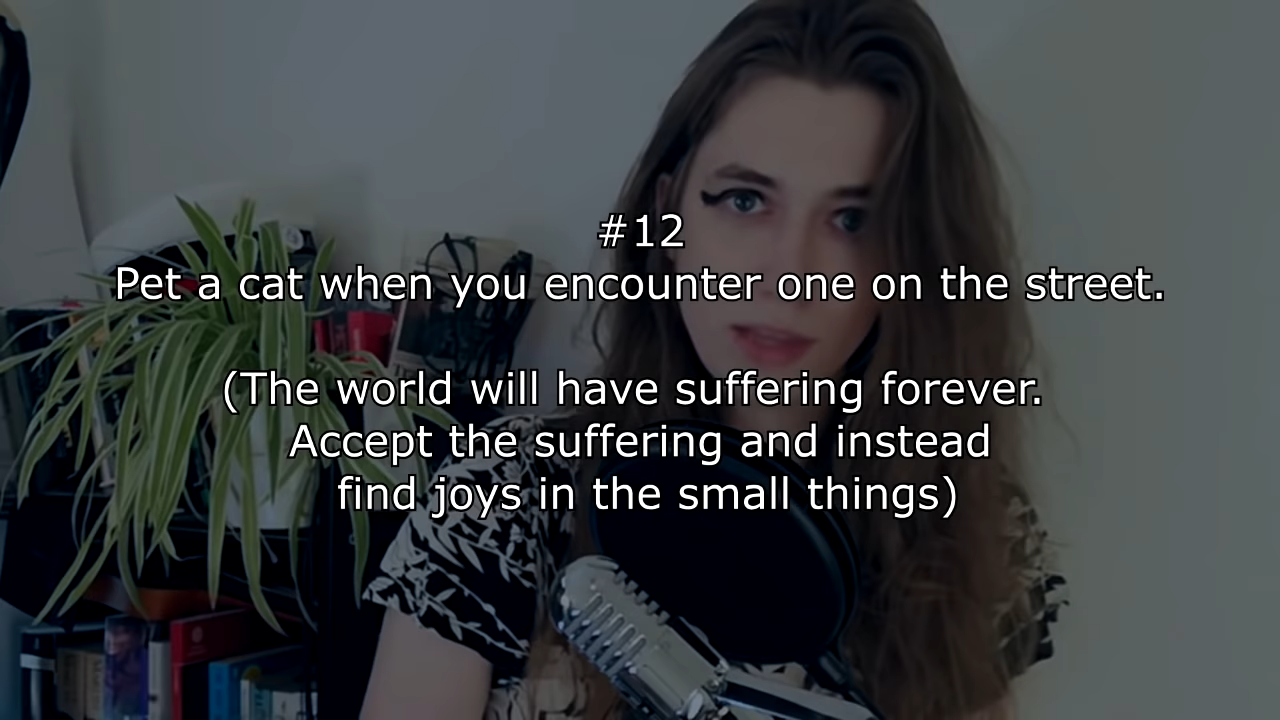 #12
Pet a cat when you encounter one on the street.
(The world will have suffering forever.
Accept the suffering and instead
find joys in the small things)